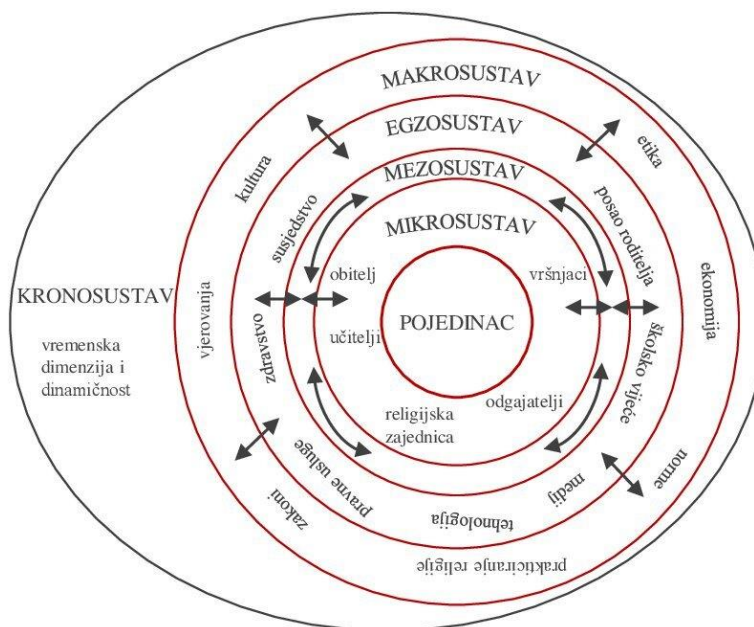 MAKROSUSTAV
EGZOSUSTAV
MEZOSUSTAV
MIKROSUSTAV
POJEDINAC
KRONOSUSTAV
vremenska
dimenzija i
dinamičnost
kultura
etika
vjerovanja
ekonomija
zakoni
norme
prakticiranje religije
susjedstvo
posao roditelja
zdravstvo
školsko vijeće
pravne usluge
tehnologija
medij
obitelj
vršnjaci
učitelji
odgajatelji
religijska
zajednica